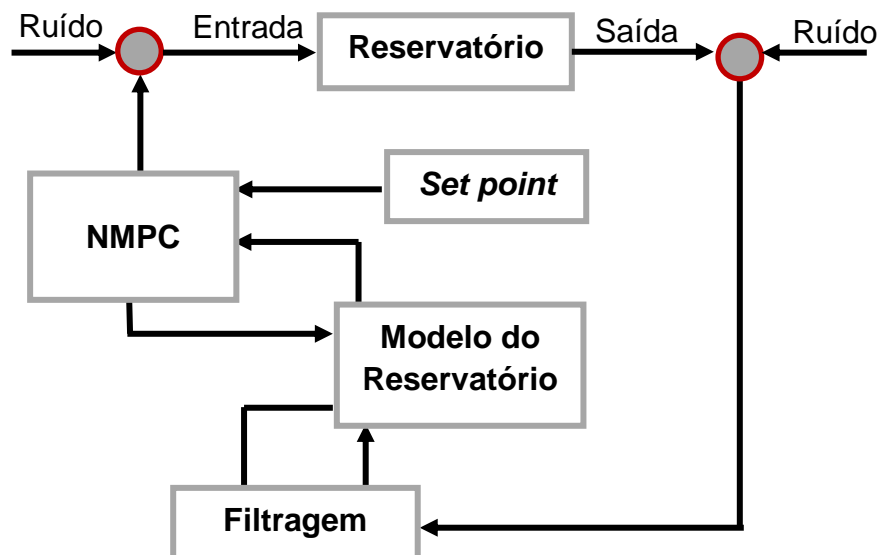 Ruído
Entrada
Reservatório
Saída
Ruído
Set point
NMPC
Modelo do
Reservatório
Filtragem